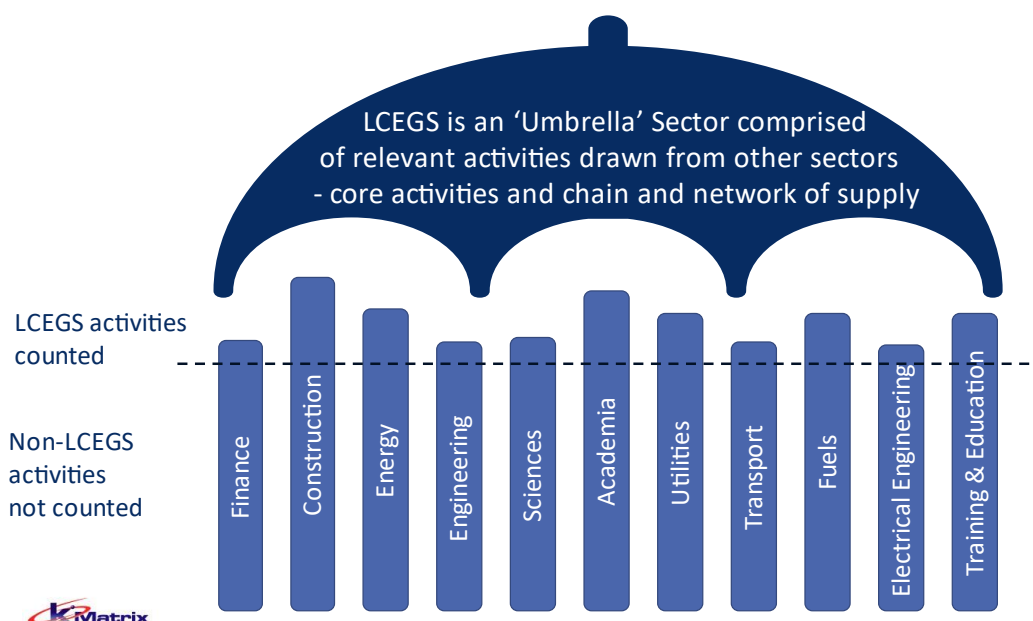 LCEGS is an ‘Umbrella’ Sector comprised
of relevant activities drawn from other sectors
- core activities and chain and network of supply
LCEGS activities
counted
Non-LCEGS
activities
not counted
Finance
Construction
Energy
Engineering
Sciences
Academia
Utilities
Transport
Fuels
Electrical Engineering
Training & Education
kMatrix